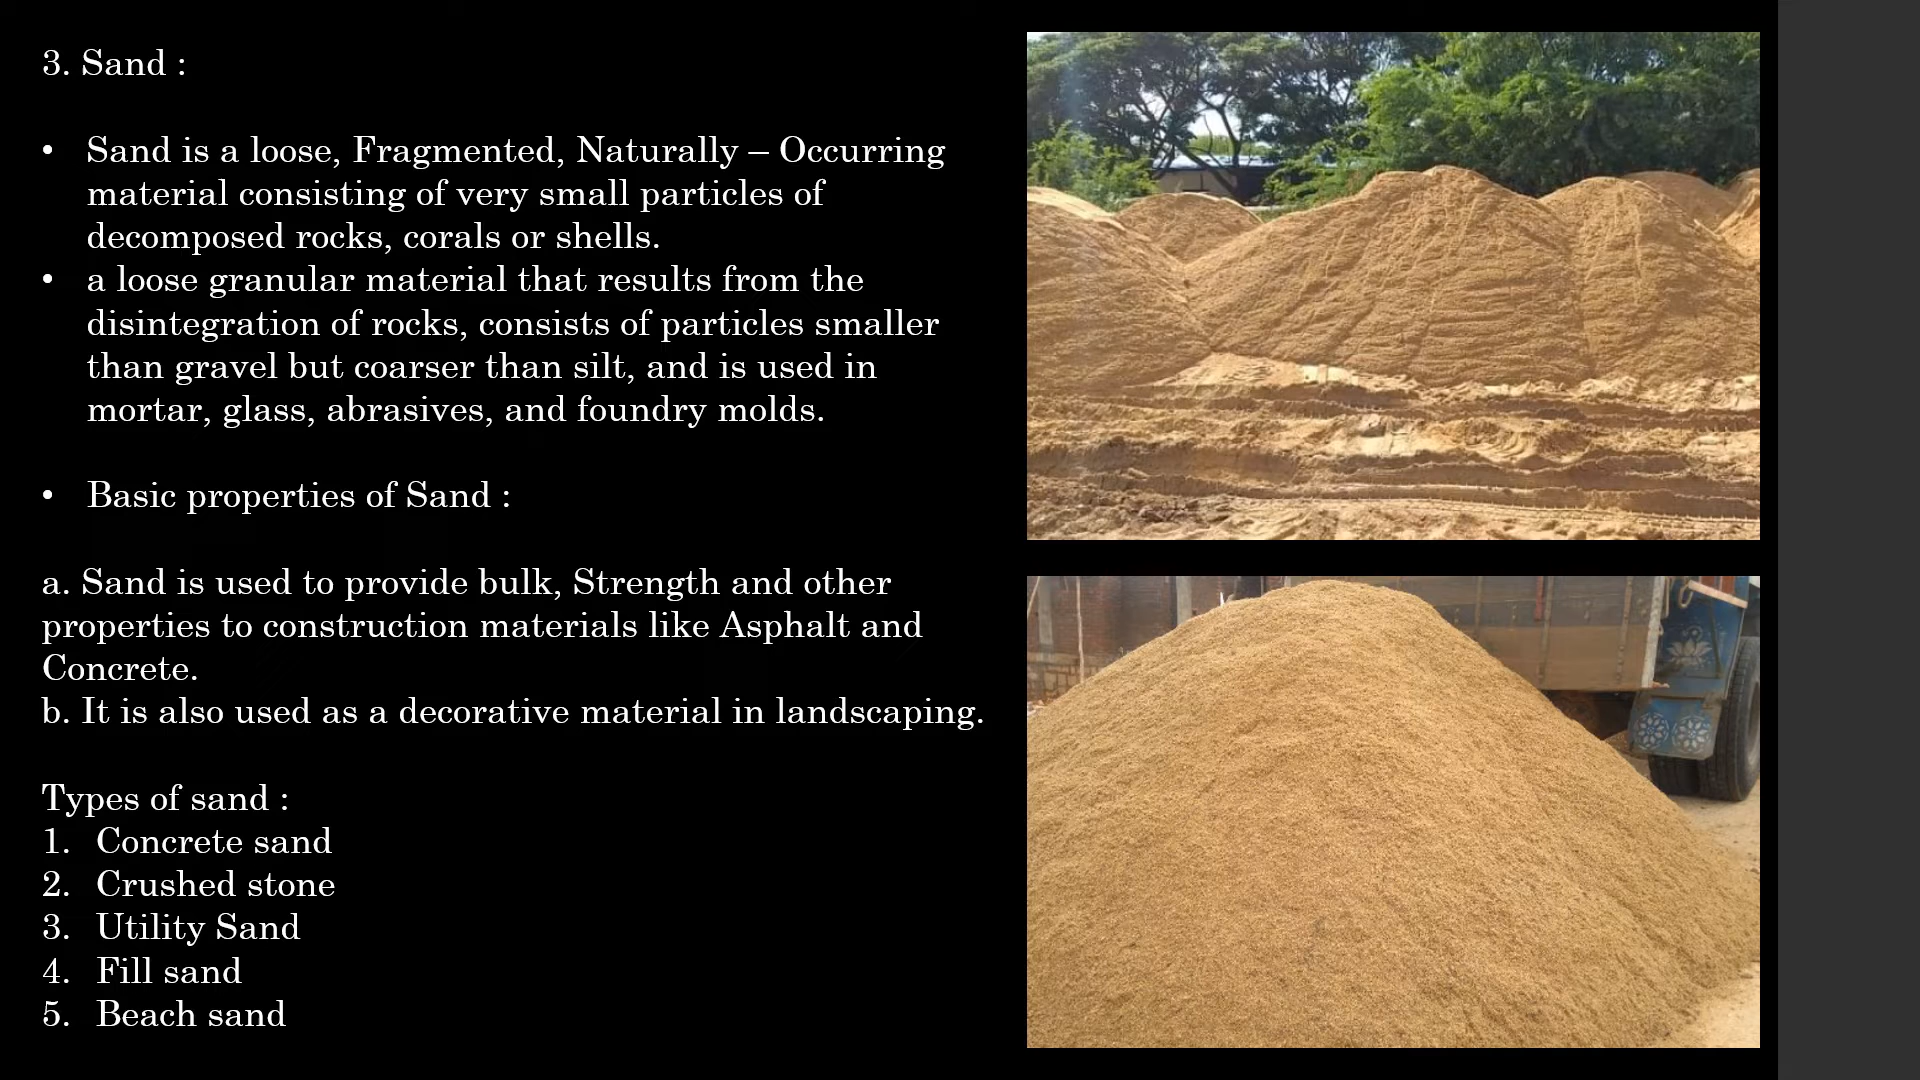 3. Sand :
• Sand is a loose, Fragmented, Naturally – Occurring
material consisting of very small particles of
decomposed rocks, corals or shells.
• a loose granular material that results from the
disintegration of rocks, consists of particles smaller
than gravel but coarser than silt, and is used in
mortar, glass, abrasives, and foundry molds.
• Basic properties of Sand :
a. Sand is used to provide bulk, Strength and other
properties to construction materials like Asphalt and
Concrete.
b. It is also used as a decorative material in landscaping.
Types of sand :
1. Concrete sand
2. Crushed stone
3. Utility Sand
4. Fill sand
5. Beach sand